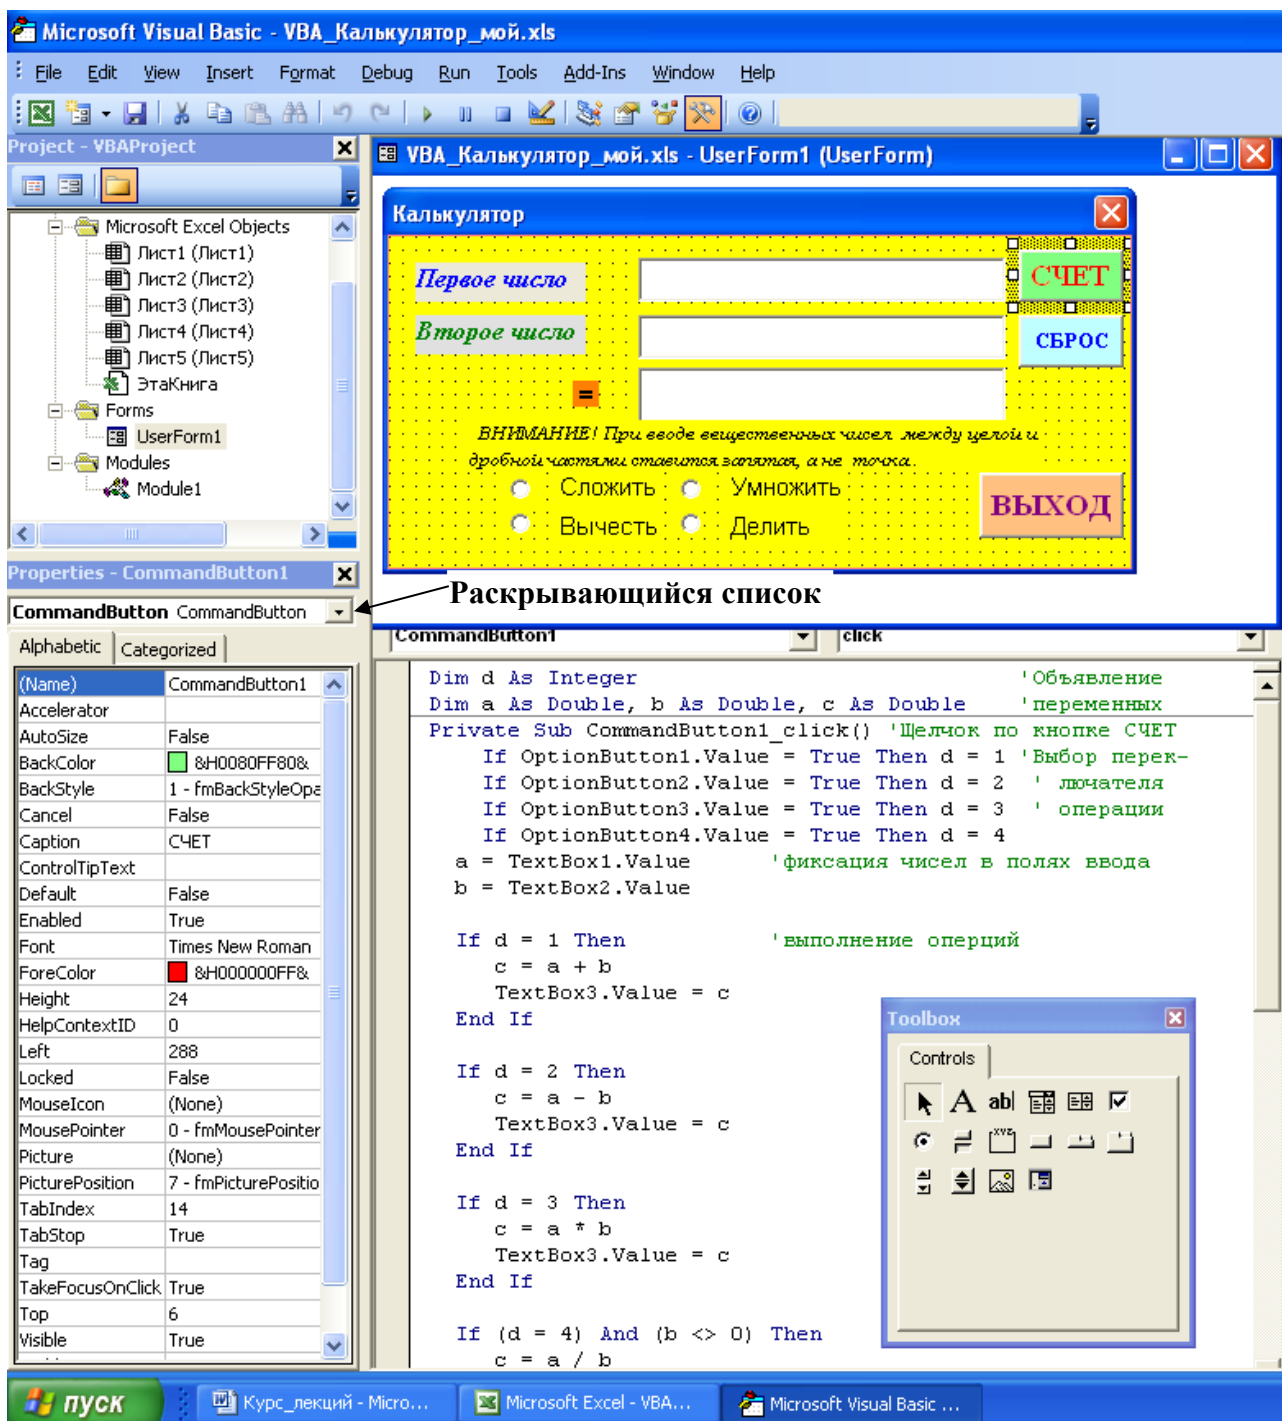 Microsoft Visual Basic - VBA_Калькулятор_мой.xls
File Edit View Insert Format Debug Run Tools Add-Ins Window Help
Project - VBAProject
Microsoft Excel Objects
Лист1 (Лист1)
Лист2 (Лист2)
Лист3 (Лист3)
Лист4 (Лист4)
Лист5 (Лист5)
ЭтаКнига
Forms
UserForm1
Modules
Module1
VBA_Калькулятор_мой.xls - UserForm1 (UserForm)
Калькулятор
Первое число
СЧЕТ
Второе число
СБРОС
=
ВНИМАНИЕ! При вводе вещественных чисел между целой и
дробной частями ставится запятая, а не точка.
Сложить Умножить
Вычесть Делить
ВЫХОД
Раскрывающийся список
Properties - CommandButton1
CommandButton CommandButton
Alphabetic Categorized
(Name) CommandButton1
Accelerator
AutoSize False
BackColor &H0080FF80&
BackStyle 1 - fmBackStyleOpa
Cancel False
Caption СЧЕТ
ControlTipText
Default False
Enabled True
Font Times New Roman
ForeColor &H000000FF&
Height 24
HelpContextID 0
Left 288
Locked False
MouseIcon (None)
MousePointer 0 - fmMousePointer
Picture (None)
PicturePosition 7 - fmPicturePositio
TabIndex 14
TabStop True
Tag
TakeFocusOnClick True
Top 6
Visible True
CommandButton1 click
Dim d As Integer 'Объявление
Dim a As Double, b As Double, c As Double 'переменных
Private Sub CommandButton1_click() 'Щелчок по кнопке СЧЕТ
If OptionButton1.Value = True Then d = 1 'Выбор перек-
If OptionButton2.Value = True Then d = 2 ' лючателя
If OptionButton3.Value = True Then d = 3 ' операции
If OptionButton4.Value = True Then d = 4
a = TextBox1.Value 'фиксация чисел в полях ввода
b = TextBox2.Value
If d = 1 Then 'выполнение оперций
c = a + b
TextBox3.Value = c
End If
If d = 2 Then
c = a - b
TextBox3.Value = c
End If
If d = 3 Then
c = a * b
TextBox3.Value = c
End If
If (d = 4) And (b <> 0) Then
c = a / b
Toolbox
Controls
A abl
xyz
пуск Курс_лекций - Micro... Microsoft Excel - VBA... Microsoft Visual Basic ...